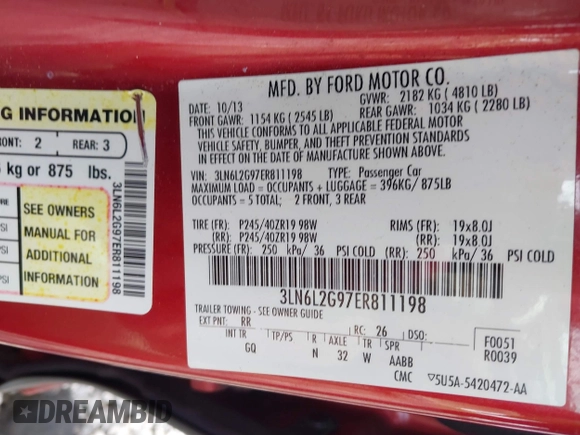 G INFORMATION
RONT: 2 REAR: 3
kg or 875 lbs.
SEE OWNERS
MANUAL FOR
ADDITIONAL
INFORMATION
PSI
PSI
3LN6L2G97ER811198
MFD. BY FORD MOTOR CO.
DATE: 10/13 GVWR: 2182 KG ( 4810 LB)
FRONT GAWR: 1154 KG ( 2545 LB) REAR GAWR: 1034 KG ( 2280 LB)
THIS VEHICLE CONFORMS TO ALL APPLICABLE FEDERAL MOTOR
VEHICLE SAFETY, BUMPER, AND THEFT PREVENTION STANDARDS
IN EFFECT ON THE DATE OF MANUFACTURE SHOWN ABOVE.
VIN: 3LN6L2G97ER811198 TYPE: Passenger Car
MAXIMUM LOAD = OCCUPANTS + LUGGAGE = 396KG/ 875LB
OCCUPANTS = 5 TOTAL; 2 FRONT, 3 REAR
TIRE (FR): P245/40ZR19 98W RIMS (FR): 19x8.0J
(RR): P245/40ZR19 98W (RR): 19x8.0J
PRESSURE (FR): 250 kPa/ 36 PSI COLD (RR): 250 kPa/ 36 PSI COLD
3LN6L2G97ER811198
TRAILER TOWING - SEE OWNER GUIDE
EXT PNT: RR RC: 26 DSO: F0051
INT TR TP/PS R AXLE TR SPR R0039
GQ N 32 W AABB
CMC ▽5U5A-5420472-AA
DREAMBID